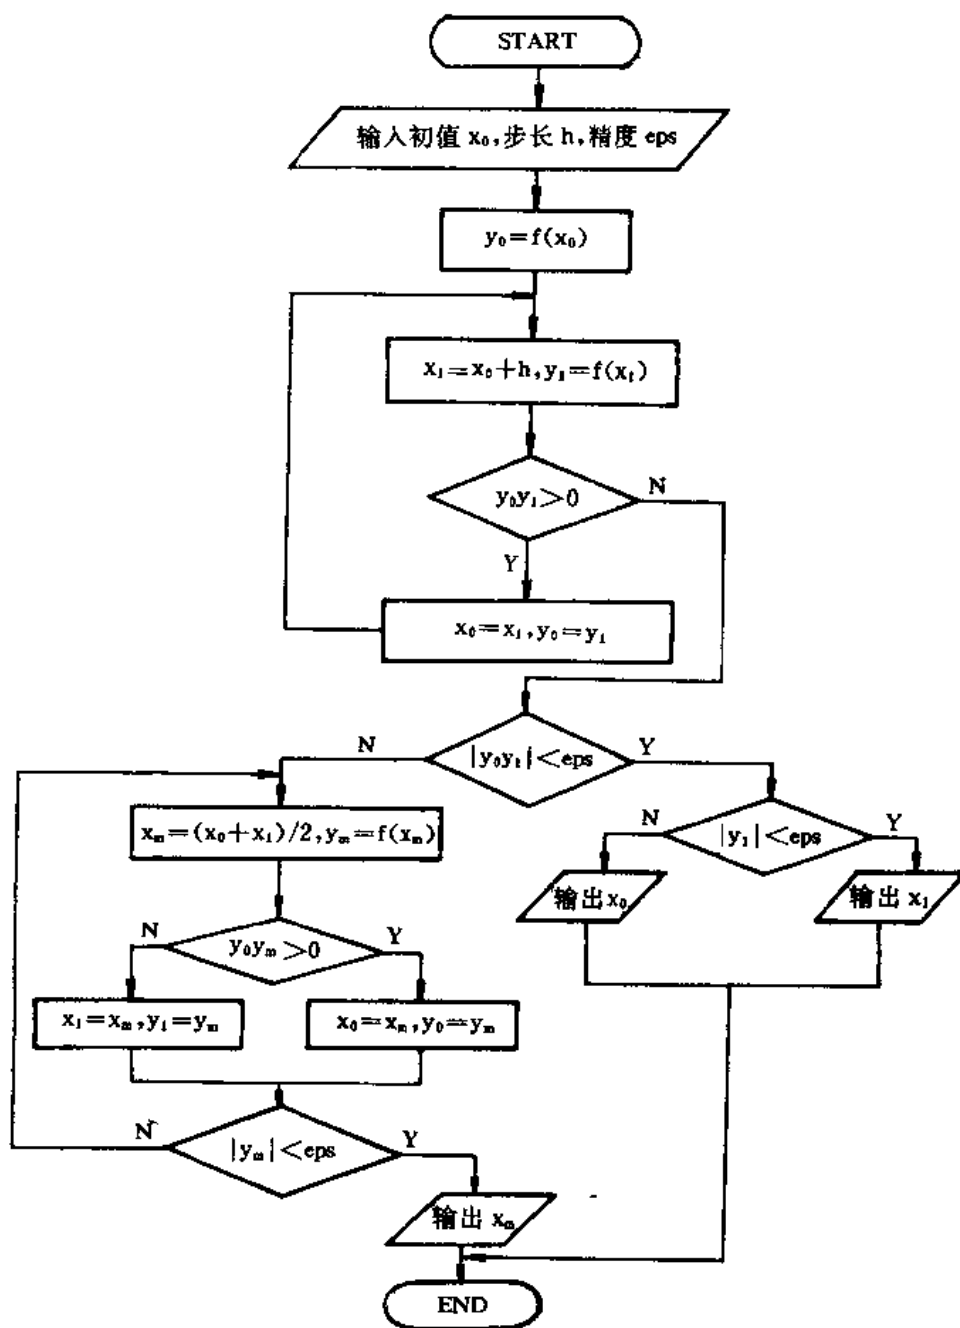 START
输入初值 x₀,步长 h,精度 eps
y₀=f(x₀)
x₁=x₀+h,y₁=f(x₁)
y₀y₁>0
N
Y
x₀=x₁,y₀=y₁
|y₀y₁|<eps
N
Y
xₘ=(x₀+x₁)/2,yₘ=f(xₘ)
|y₁|<eps
N
Y
输出 x₀
输出 x₁
y₀yₘ>0
N
Y
x₁=xₘ,y₁=yₘ
x₀=xₘ,y₀=yₘ
|yₘ|<eps
N
Y
输出 xₘ
END